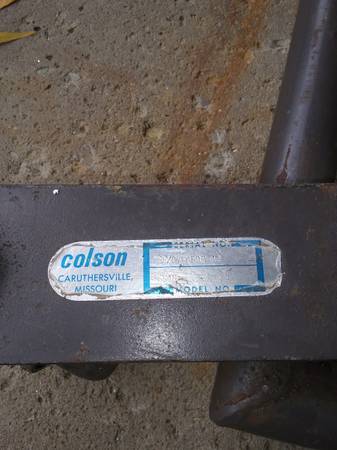 colson
CARUTHERSVILLE,
MISSOURI
SERIAL NO.
MODEL NO.